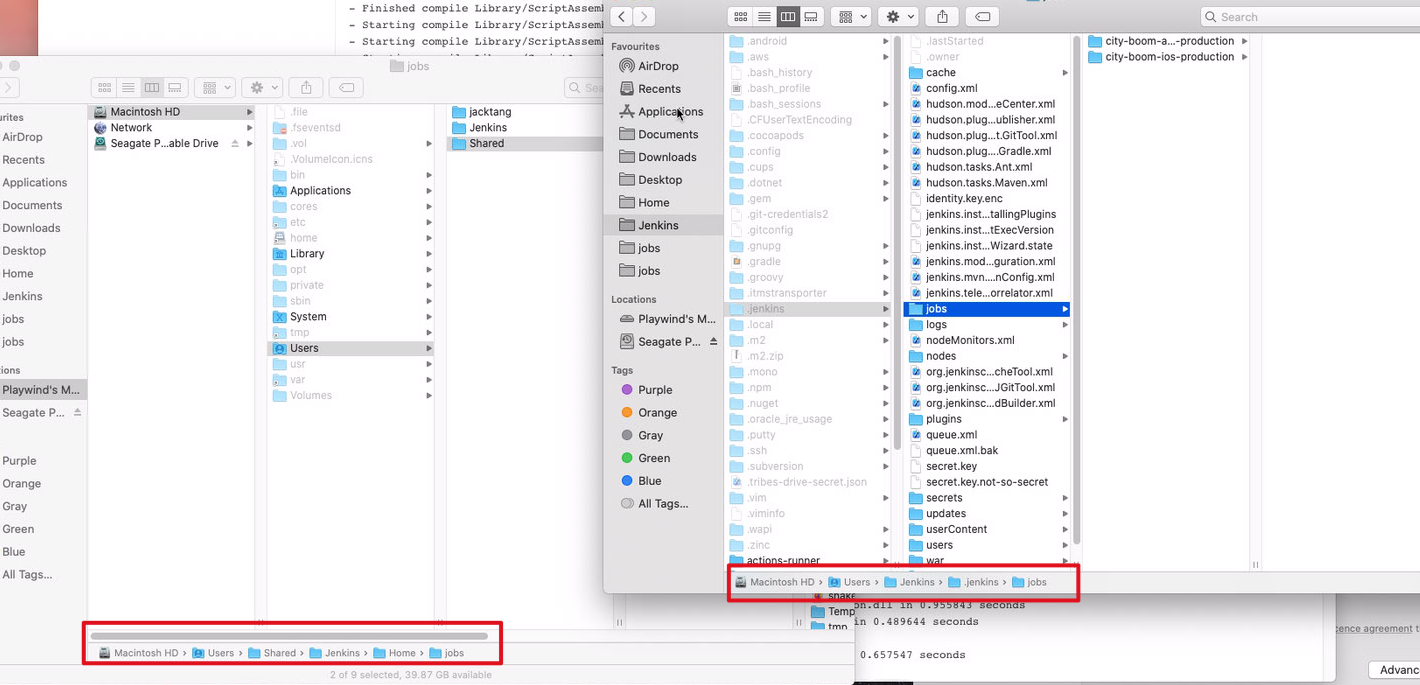 - Finished compile Library/ScriptAssemb
- Starting compile Library/ScriptAssemb
- Starting compile Library/ScriptAssemb
jobs
Macintosh HD
Network
Seagate P...able Drive
AirDrop
Recents
Applications
Documents
Downloads
Desktop
Home
Jenkins
jobs
jobs
Playwind's M...
Seagate P...
Purple
Orange
Gray
Green
Blue
All Tags...
.file
.fseventsd
.vol
.VolumeIcon.icns
bin
Applications
cores
etc
home
Library
opt
private
sbin
System
tmp
Users
usr
var
Volumes
jacktang
Jenkins
Shared
Macintosh HD › Users › Shared › Jenkins › Home › jobs
2 of 9 selected, 39.87 GB available
Search
Favourites
AirDrop
Recents
Applications
Documents
Downloads
Desktop
Home
Jenkins
jobs
jobs
Locations
Playwind's M...
Seagate P...
Tags
Purple
Orange
Gray
Green
Blue
All Tags...
.android
.aws
.bash_history
.bash_profile
.bash_sessions
.CFUserTextEncoding
.cocoapods
.config
.cups
.dotnet
.gem
.git-credentials2
.gitconfig
.gnupg
.gradle
.groovy
.itmstransporter
.jenkins
.local
.m2
.m2.zip
.mono
.npm
.nuget
.oracle_jre_usage
.putty
.ssh
.subversion
.tribes-drive-secret.json
.vim
.viminfo
.wapi
.zinc
actions-runner
.lastStarted
.owner
cache
config.xml
hudson.mod...eCenter.xml
hudson.plug...ublisher.xml
hudson.plug...t.GitTool.xml
hudson.plug....Gradle.xml
hudson.tasks.Ant.xml
hudson.tasks.Maven.xml
identity.key.enc
jenkins.inst...tallingPlugins
jenkins.inst...tExecVersion
jenkins.inst...Wizard.state
jenkins.mod...guration.xml
jenkins.mvn....nConfig.xml
jenkins.tele...orrelator.xml
jobs
logs
nodeMonitors.xml
nodes
org.jenkinsc...cheTool.xml
org.jenkinsc...JGitTool.xml
org.jenkinsc...dBuilder.xml
plugins
queue.xml
queue.xml.bak
secret.key
secret.key.not-so-secret
secrets
updates
userContent
users
war
city-boom-a...-production
city-boom-ios-production
Macintosh HD › Users › Jenkins › .jenkins › jobs
shake
Temp
tmp
on.dll in 0.955843 seconds
in 0.489644 seconds
0.657547 seconds
cence agreement t
Advanc